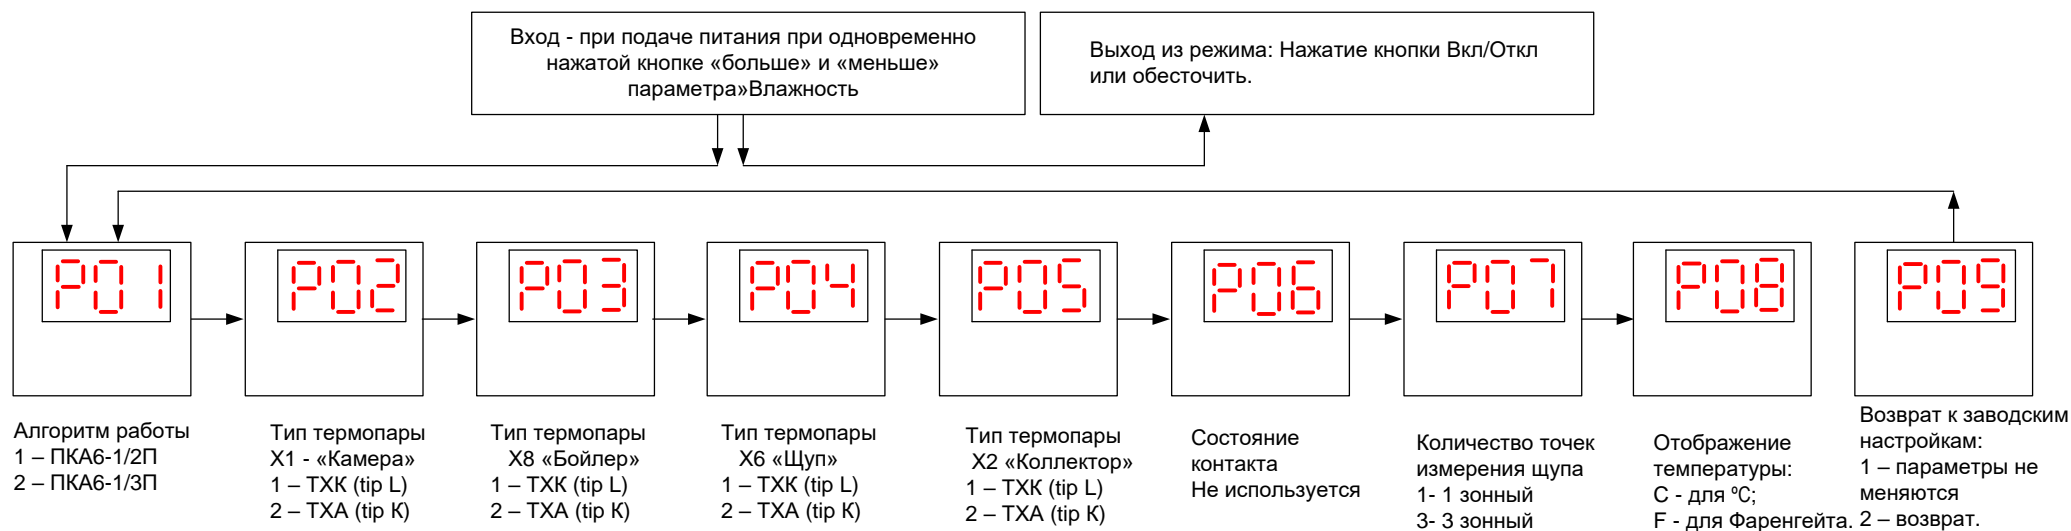 Вход - при подаче питания при одновременно
нажатой кнопке «больше» и «меньше»
параметра»Влажность
Выход из режима: Нажатие кнопки Вкл/Откл
или обесточить.
P01
P02
P03
P04
P05
P06
P07
P08
P09
Алгоритм работы
1 – ПКА6-1/2П
2 – ПКА6-1/3П
Тип термопары
X1 - «Камера»
1 – ТХК (tip L)
2 – ТХА (tip К)
Тип термопары
X8 «Бойлер»
1 – ТХК (tip L)
2 – ТХА (tip К)
Тип термопары
X6 «Щуп»
1 – ТХК (tip L)
2 – ТХА (tip К)
Тип термопары
X2 «Коллектор»
1 – ТХК (tip L)
2 – ТХА (tip К)
Состояние
контакта
Не используется
Количество точек
измерения щупа
1- 1 зонный
3- 3 зонный
Отображение
температуры:
С - для ℃;
F - для Фаренгейта.
Возврат к заводским
настройкам:
1 – параметры не
меняются
2 – возврат.